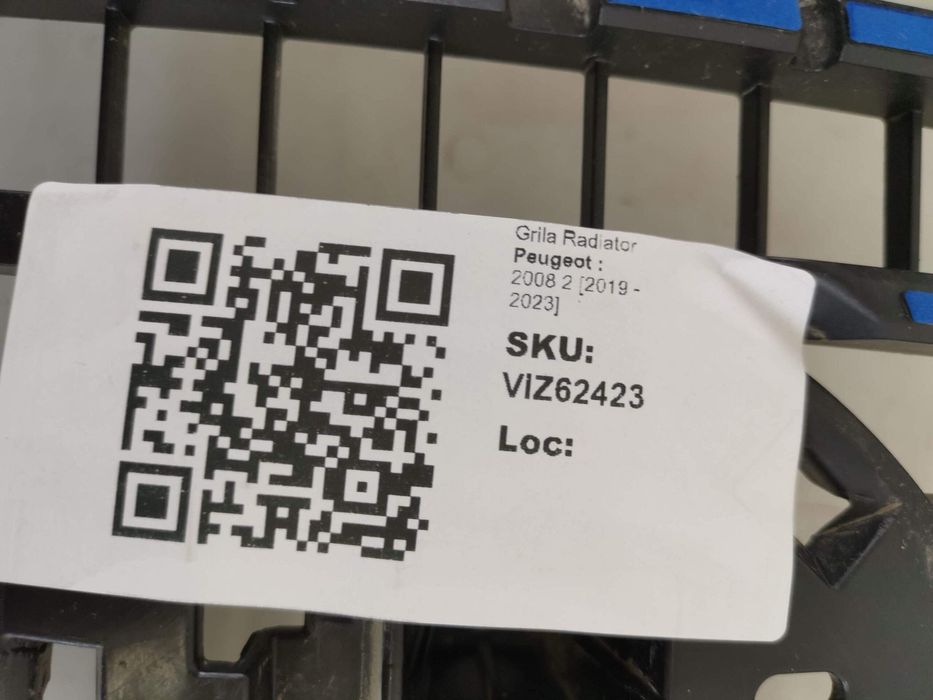 Grila Radiator
Peugeot :
2008 2 [2019 -
2023]
SKU:
ViZ62423
Loc: